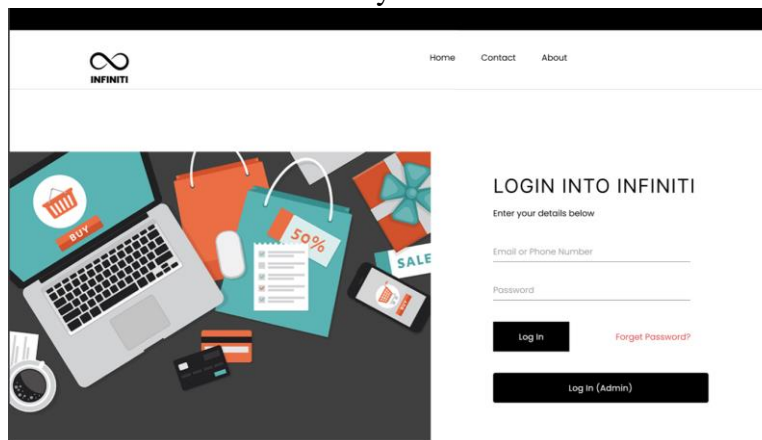 INFINITI
Home Contact About
BUY
50%
SALE
BUY
LOGIN INTO INFINITI
Enter your details below
Email or Phone Number
Password
Log In Forget Password?
Log In (Admin)